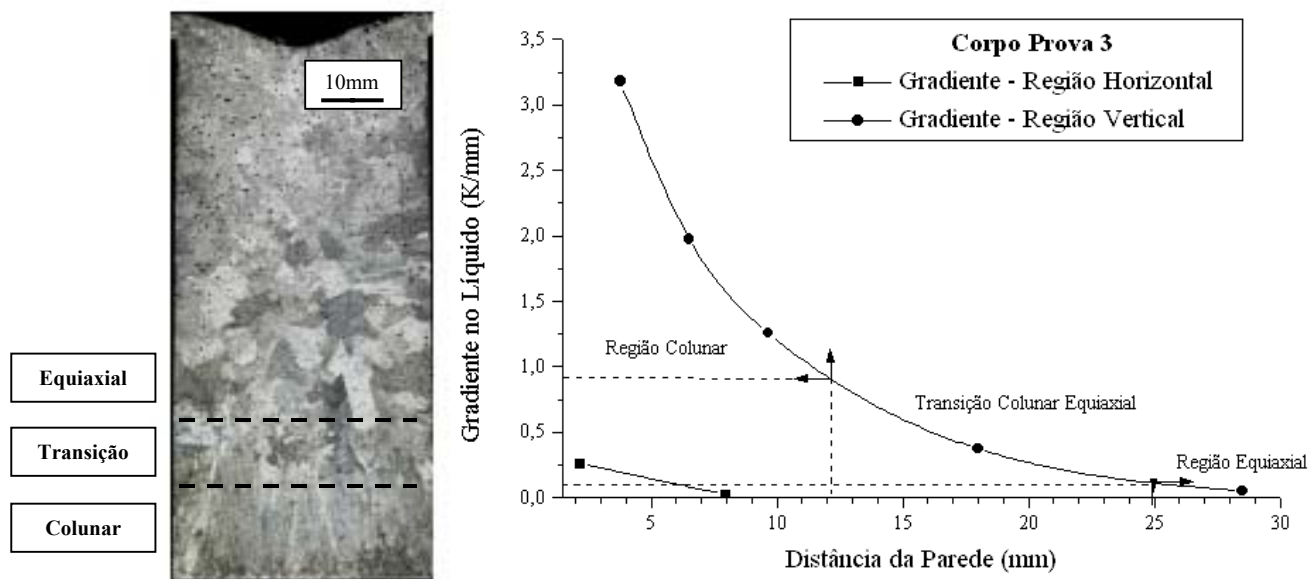 10mm
Equiaxial
Transição
Colunar
Gradiente no Líquido (K/mm)
3,5
3,0
2,5
2,0
1,5
1,0
0,5
0,0
Corpo Prova 3
Gradiente - Região Horizontal
Gradiente - Região Vertical
Região Colunar
Transição Colunar Equiaxial
Região Equiaxial
5
10
15
20
25
30
Distância da Parede (mm)